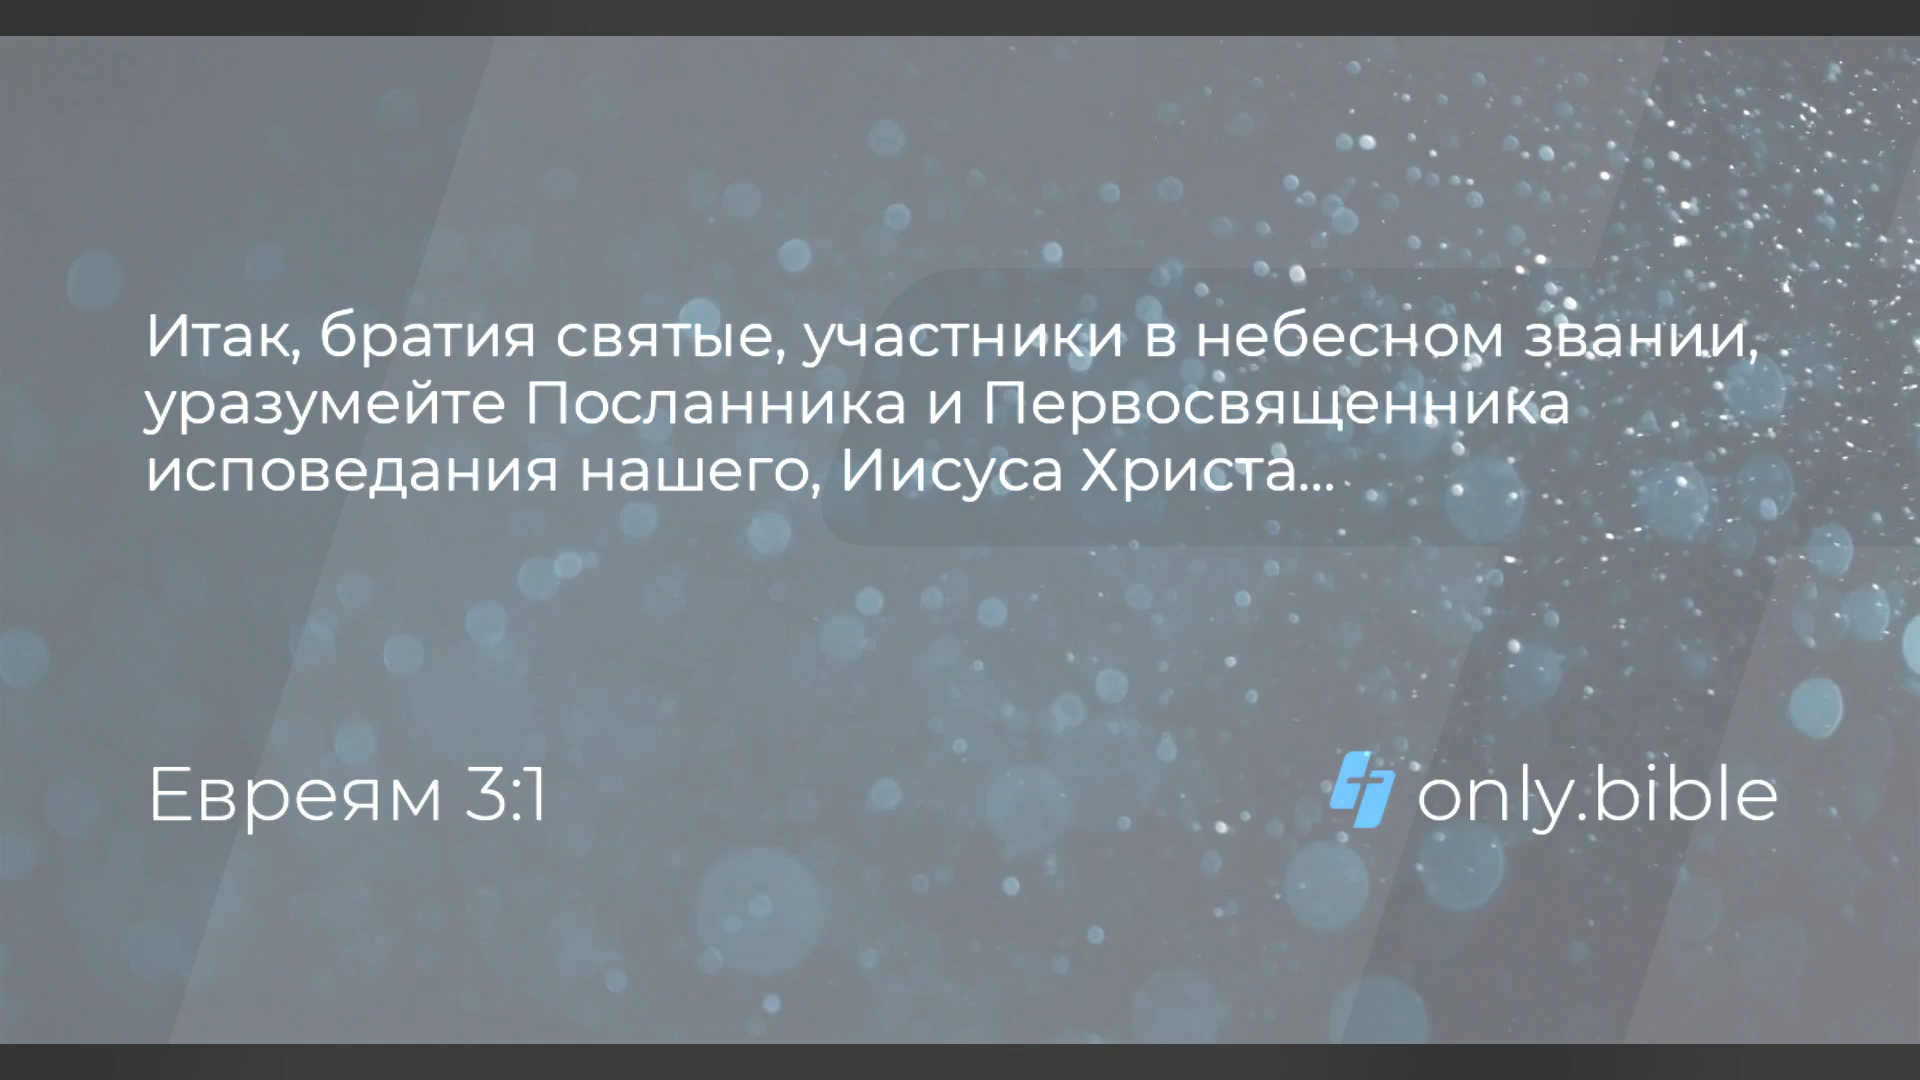 Итак, братия святые, участники в небесном звании,
уразумейте Посланника и Первосвященника
исповедания нашего, Иисуса Христа...
Евреям 3:1
only.bible